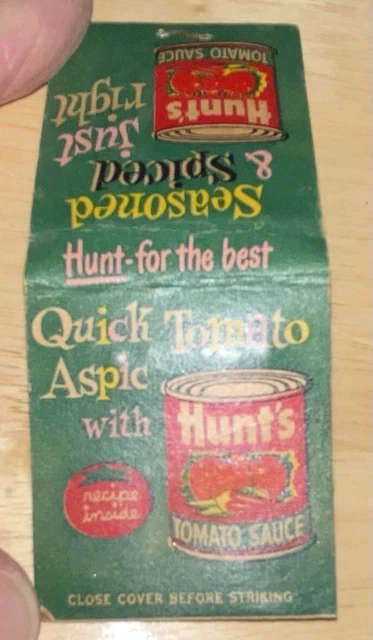 Seasoned
& Spiced
just
right
Hunt's
TOMATO SAUCE
Hunt-for the best
Quick Tomato
Aspic
with
Hunt's
TOMATO SAUCE
recipe
inside
CLOSE COVER BEFORE STRIKING